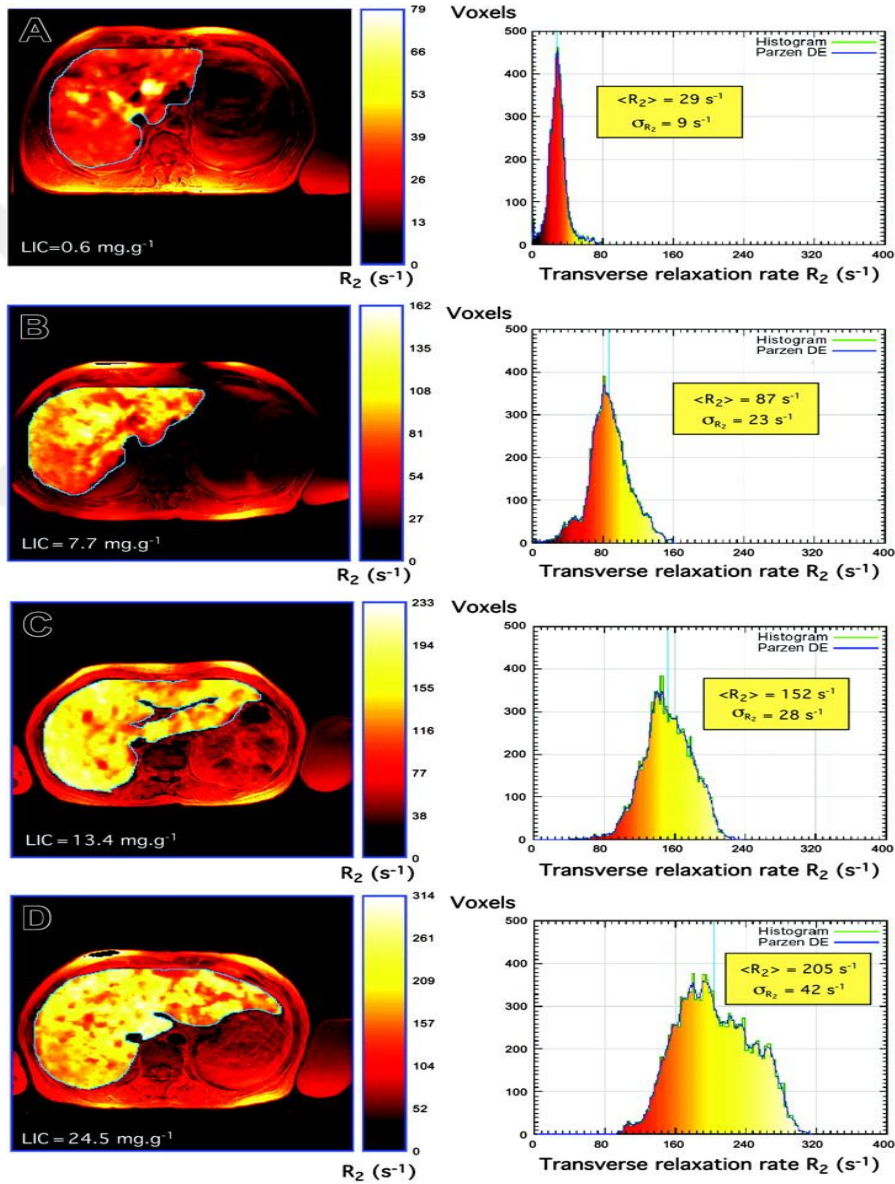 A
LIC=0.6 mg.g⁻¹
79
66
53
39
26
13
0
R₂ (s⁻¹)
Voxels
500
400
300
200
100
0
Histogram
Parzen DE
<R₂> = 29 s⁻¹
σR₂ = 9 s⁻¹
0 80 160 240 320 400
Transverse relaxation rate R₂ (s⁻¹)
B
LIC=7.7 mg.g⁻¹
162
135
108
81
54
27
0
R₂ (s⁻¹)
Voxels
500
400
300
200
100
0
Histogram
Parzen DE
<R₂> = 87 s⁻¹
σR₂ = 23 s⁻¹
0 80 160 240 320 400
Transverse relaxation rate R₂ (s⁻¹)
C
LIC=13.4 mg.g⁻¹
233
194
155
116
77
38
0
R₂ (s⁻¹)
Voxels
500
400
300
200
100
0
Histogram
Parzen DE
<R₂> = 152 s⁻¹
σR₂ = 28 s⁻¹
0 80 160 240 320 400
Transverse relaxation rate R₂ (s⁻¹)
D
LIC=24.5 mg.g⁻¹
314
261
209
157
104
52
0
R₂ (s⁻¹)
Voxels
500
400
300
200
100
0
Histogram
Parzen DE
<R₂> = 205 s⁻¹
σR₂ = 42 s⁻¹
0 80 160 240 320 400
Transverse relaxation rate R₂ (s⁻¹)